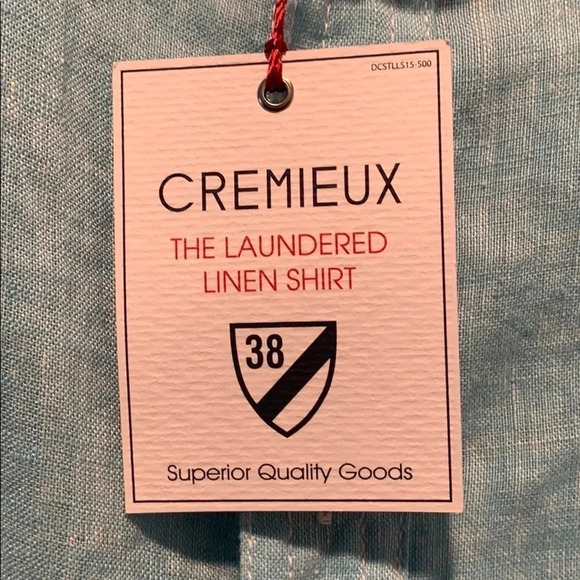 DCSTLLS15-500
CREMIEUX
THE LAUNDERED
LINEN SHIRT
38
Superior Quality Goods